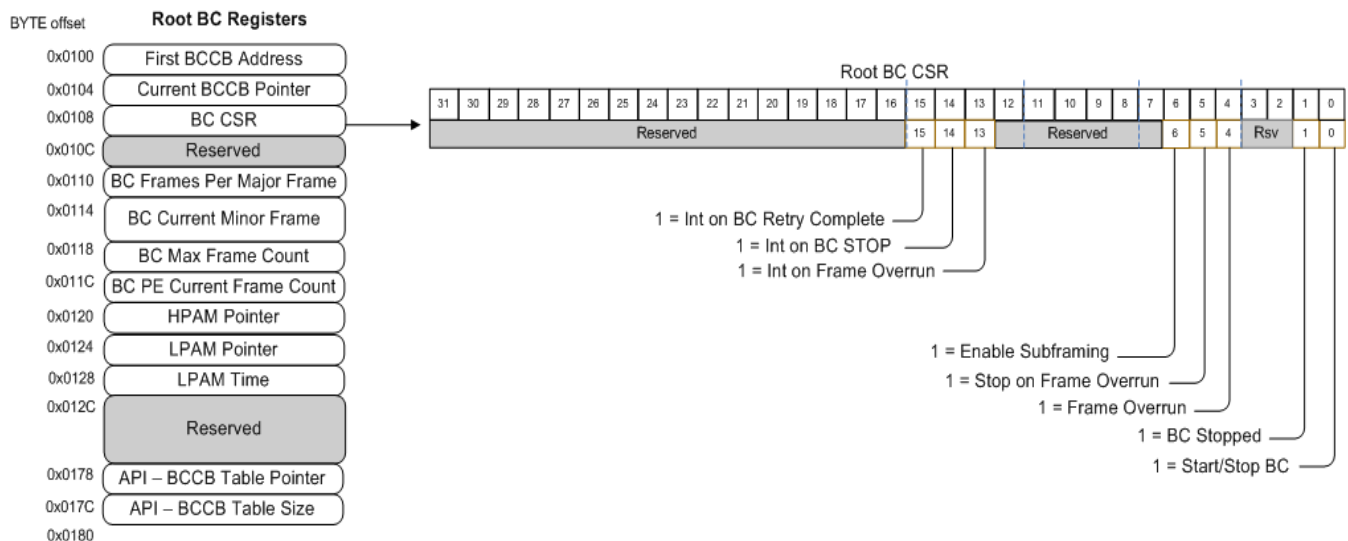 BYTE offset
Root BC Registers
0x0100
First BCCB Address
0x0104
Current BCCB Pointer
0x0108
BC CSR
0x010C
Reserved
0x0110
BC Frames Per Major Frame
0x0114
BC Current Minor Frame
0x0118
BC Max Frame Count
0x011C
BC PE Current Frame Count
0x0120
HPAM Pointer
0x0124
LPAM Pointer
0x0128
LPAM Time
0x012C
Reserved
0x0178
API – BCCB Table Pointer
0x017C
API – BCCB Table Size
0x0180
Root BC CSR
31 30 29 28 27 26 25 24 23 22 21 20 19 18 17 16 15 14 13 12 11 10 9 8 7 6 5 4 3 2 1 0
Reserved 15 14 13 Reserved 6 5 4 Rsv 1 0
1 = Int on BC Retry Complete
1 = Int on BC STOP
1 = Int on Frame Overrun
1 = Enable Subframing
1 = Stop on Frame Overrun
1 = Frame Overrun
1 = BC Stopped
1 = Start/Stop BC